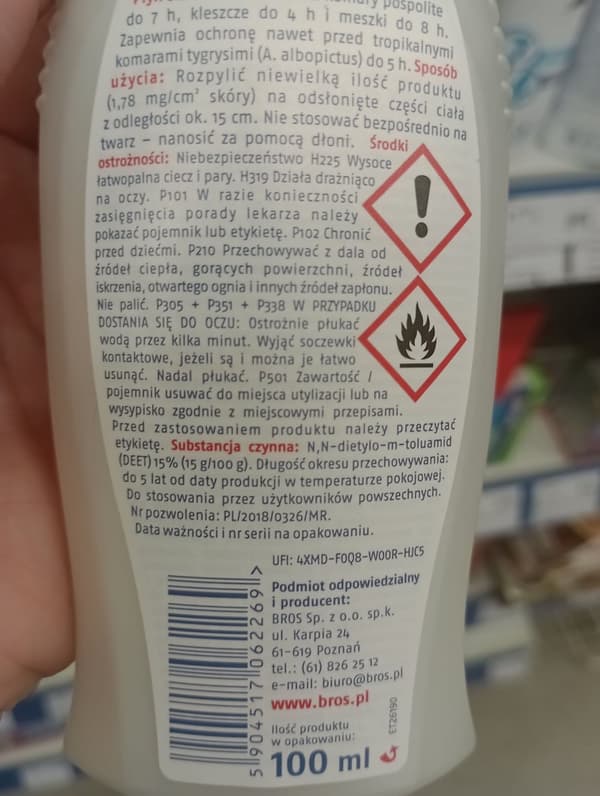 pospolite
do 7 h, kleszcze do 4 h i meszki do 8 h.
Zapewnia ochronę nawet przed tropikalnymi
komarami tygrysimi (A. albopictus) do 5 h. Sposób
użycia: Rozpylić niewielką ilość produktu
(1,78 mg/cm² skóry) na odsłonięte części ciała
z odległości ok. 15 cm. Nie stosować bezpośrednio na
twarz – nanosić za pomocą dłoni. Środki
ostrożności: Niebezpieczeństwo H225 Wysoce
łatwopalna ciecz i pary. H319 Działa drażniąco
na oczy. P101 W razie konieczności
zasięgnięcia porady lekarza należy
pokazać pojemnik lub etykietę. P102 Chronić
przed dziećmi. P210 Przechowywać z dala od
źródeł ciepła, gorących powierzchni, źródeł
iskrzenia, otwartego ognia i innych źródeł zapłonu.
Nie palić. P305 + P351 + P338 W PRZYPADKU
DOSTANIA SIĘ DO OCZU: Ostrożnie płukać
wodą przez kilka minut. Wyjąć soczewki
kontaktowe, jeżeli są i można je łatwo
usunąć. Nadal płukać. P501 Zawartość /
pojemnik usuwać do miejsca utylizacji lub na
wysypisko zgodnie z miejscowymi przepisami.
Przed zastosowaniem produktu należy przeczytać
etykietę. Substancja czynna: N,N-dietylo-m-toluamid
(DEET) 15% (15 g/100 g). Długość okresu przechowywania:
do 5 lat od daty produkcji w temperaturze pokojowej.
Do stosowania przez użytkowników powszechnych.
Nr pozwolenia: PL/2018/0326/MR.
Data ważności i nr serii na opakowaniu.
UFI: 4XMD-F0Q8-W00R-HJC5
Podmiot odpowiedzialny
i producent:
BROS Sp. z o.o. sp.k.
ul. Karpia 24
61-619 Poznań
tel.: (61) 826 25 12
e-mail: biuro@bros.pl
www.bros.pl
Ilość produktu
w opakowaniu:
100 ml
ET26190
5 904517 062269 >